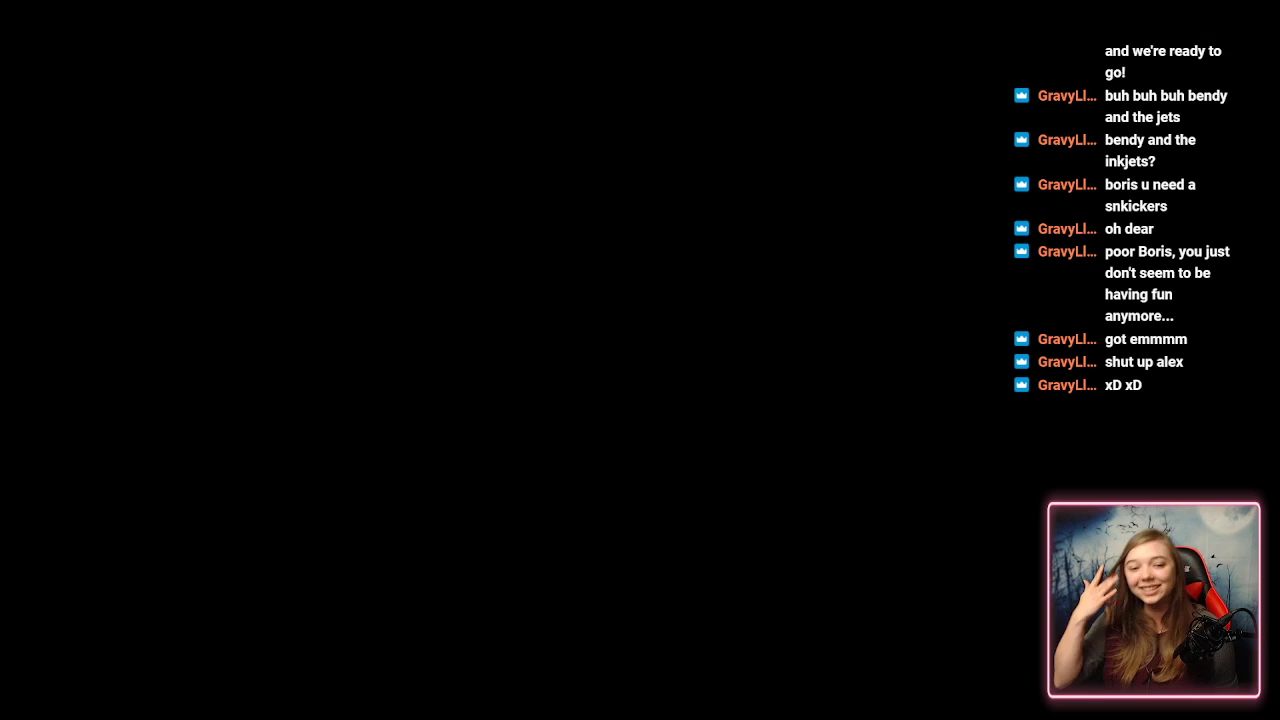 and we're ready to
go!
GravyLl... buh buh buh bendy
and the jets
GravyLl... bendy and the
inkjets?
GravyLl... boris u need a
snkickers
GravyLl... oh dear
GravyLl... poor Boris, you just
don't seem to be
having fun
anymore...
GravyLl... got emmmm
GravyLl... shut up alex
GravyLl... xD xD